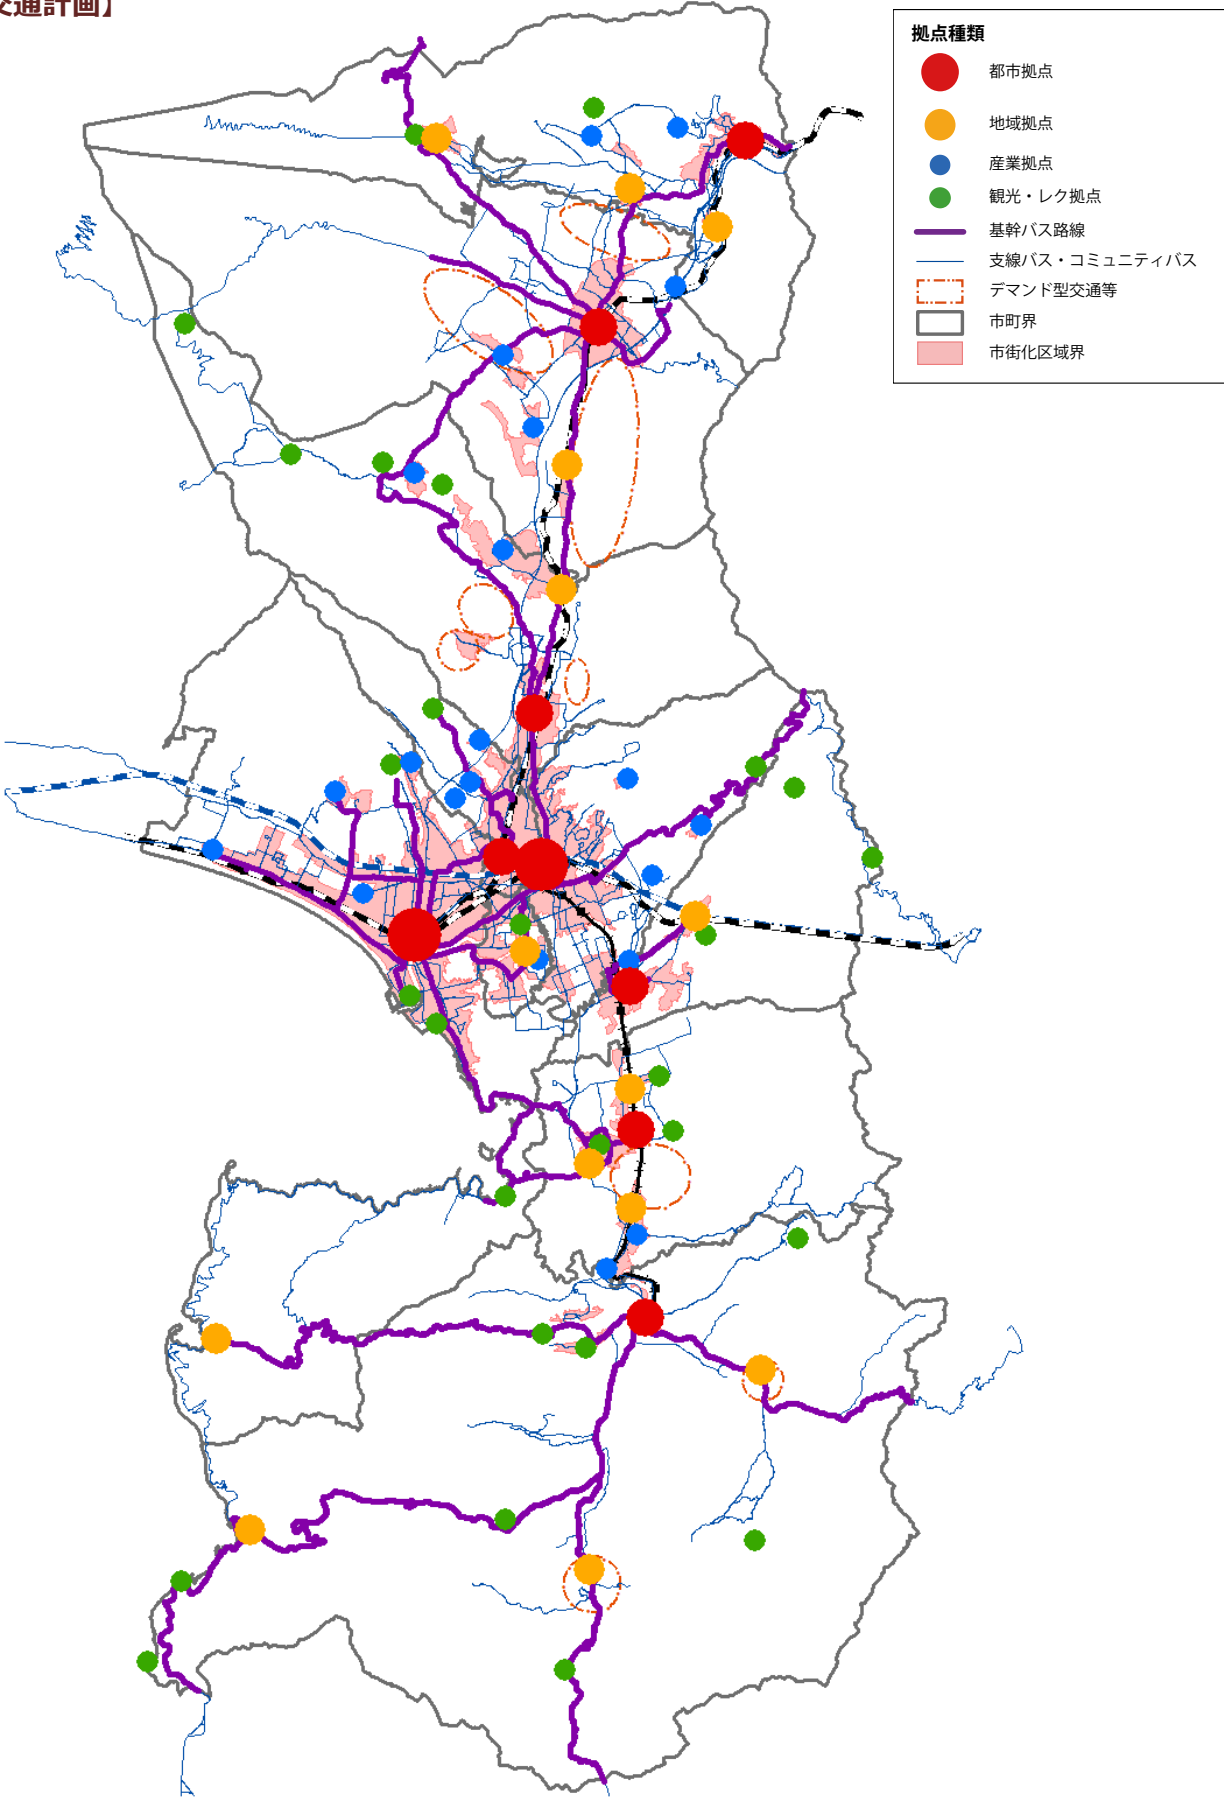 交通計画】
拠点種類
都市拠点
地域拠点
産業拠点
観光・レク拠点
基幹バス路線
支線バス・コミュニティバス
デマンド型交通等
市町界
市街化区域界